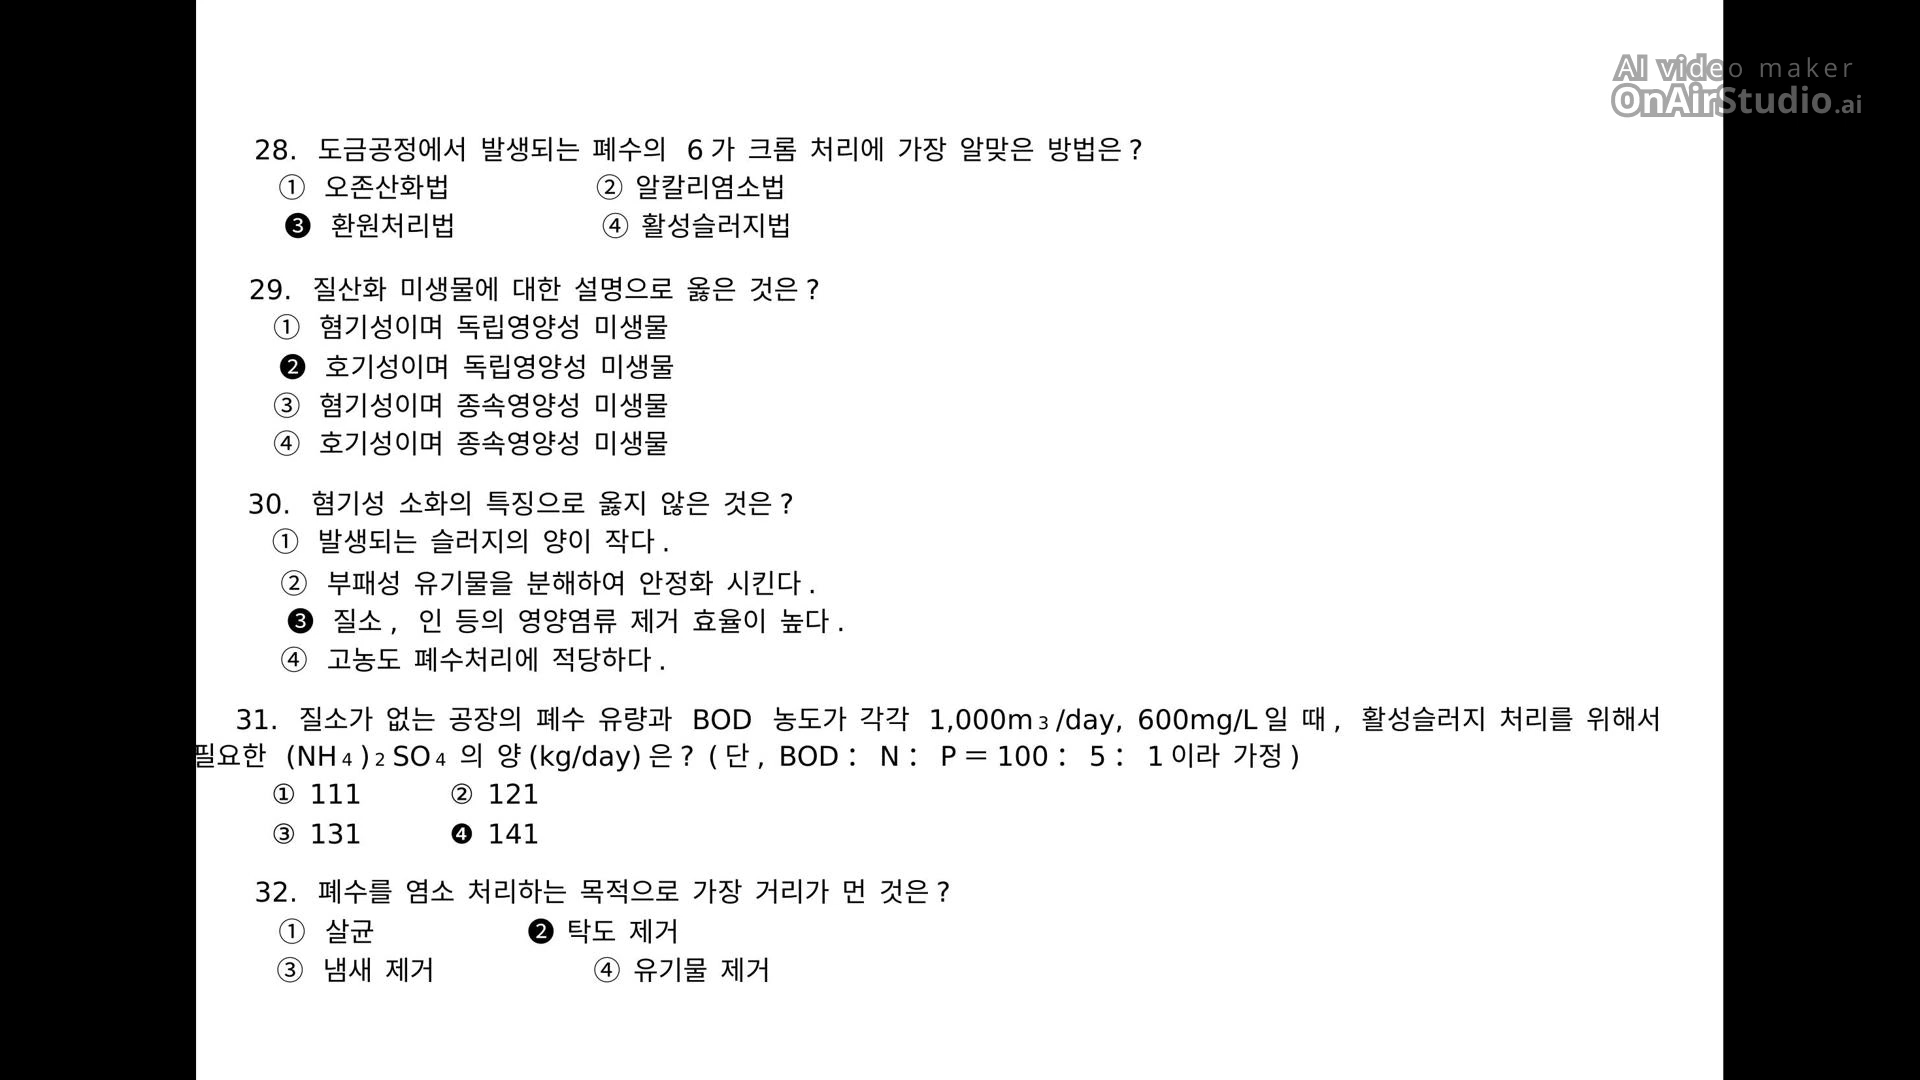 AI video maker
OnAirStudio.ai
28. 도금공정에서 발생되는 폐수의 6가 크롬 처리에 가장 알맞은 방법은?
① 오존산화법 ② 알칼리염소법
❸ 환원처리법 ④ 활성슬러지법
29. 질산화 미생물에 대한 설명으로 옳은 것은?
① 혐기성이며 독립영양성 미생물
❷ 호기성이며 독립영양성 미생물
③ 혐기성이며 종속영양성 미생물
④ 호기성이며 종속영양성 미생물
30. 혐기성 소화의 특징으로 옳지 않은 것은?
① 발생되는 슬러지의 양이 작다.
② 부패성 유기물을 분해하여 안정화 시킨다.
❸ 질소, 인 등의 영양염류 제거 효율이 높다.
④ 고농도 폐수처리에 적당하다.
31. 질소가 없는 공장의 폐수 유량과 BOD 농도가 각각 1,000m3/day, 600mg/L일 때, 활성슬러지 처리를 위해서
필요한 (NH4)2SO4의 양(kg/day)은? (단, BOD : N : P = 100 : 5 : 1이라 가정)
① 111 ② 121
③ 131 ❹ 141
32. 폐수를 염소 처리하는 목적으로 가장 거리가 먼 것은?
① 살균 ❷ 탁도 제거
③ 냄새 제거 ④ 유기물 제거